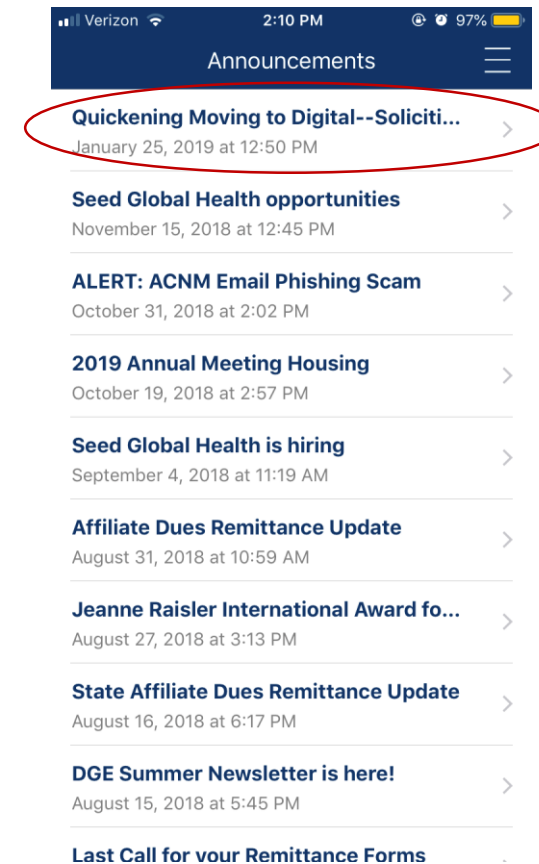 Verizon 2:10 PM 97%
Announcements
Quickening Moving to Digital--Soliciti...
January 25, 2019 at 12:50 PM
Seed Global Health opportunities
November 15, 2018 at 12:45 PM
ALERT: ACNM Email Phishing Scam
October 31, 2018 at 2:02 PM
2019 Annual Meeting Housing
October 19, 2018 at 2:57 PM
Seed Global Health is hiring
September 4, 2018 at 11:19 AM
Affiliate Dues Remittance Update
August 31, 2018 at 10:59 AM
Jeanne Raisler International Award fo...
August 27, 2018 at 3:13 PM
State Affiliate Dues Remittance Update
August 16, 2018 at 6:17 PM
DGE Summer Newsletter is here!
August 15, 2018 at 5:45 PM
Last Call for your Remittance Forms